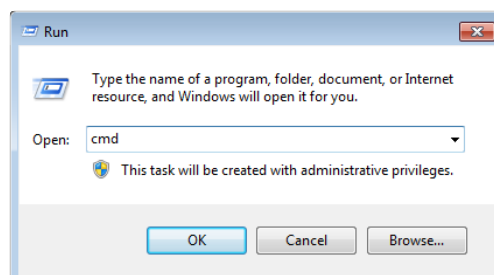 Run
Type the name of a program, folder, document, or Internet
resource, and Windows will open it for you.
Open: cmd
This task will be created with administrative privileges.
OK Cancel Browse...